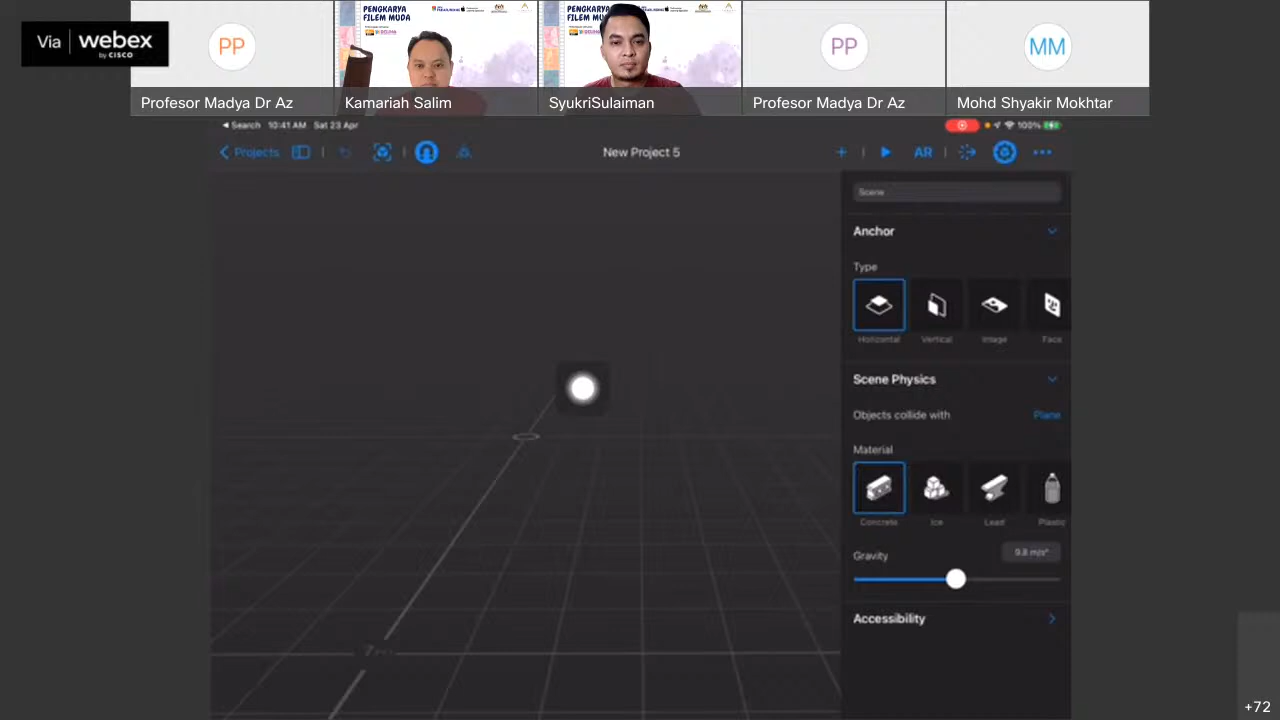 Via webex
by CISCO
PP
PENGKARYA
FILEM MUDA
PENGKARYA
FILEM MUDA
PP
MM
Profesor Madya Dr Az
Kamariah Salim
SyukriSulaiman
Profesor Madya Dr Az
Mohd Shyakir Mokhtar
Search 10:41 AM Sat 23 Apr
100%
Projects
New Project 5
AR
Scene
Anchor
Type
Horizontal
Vertical
Image
Face
Scene Physics
Objects collide with
Plane
Material
Concrete
Ice
Lead
Plastic
Gravity
9.8 m/s²
Accessibility
+72